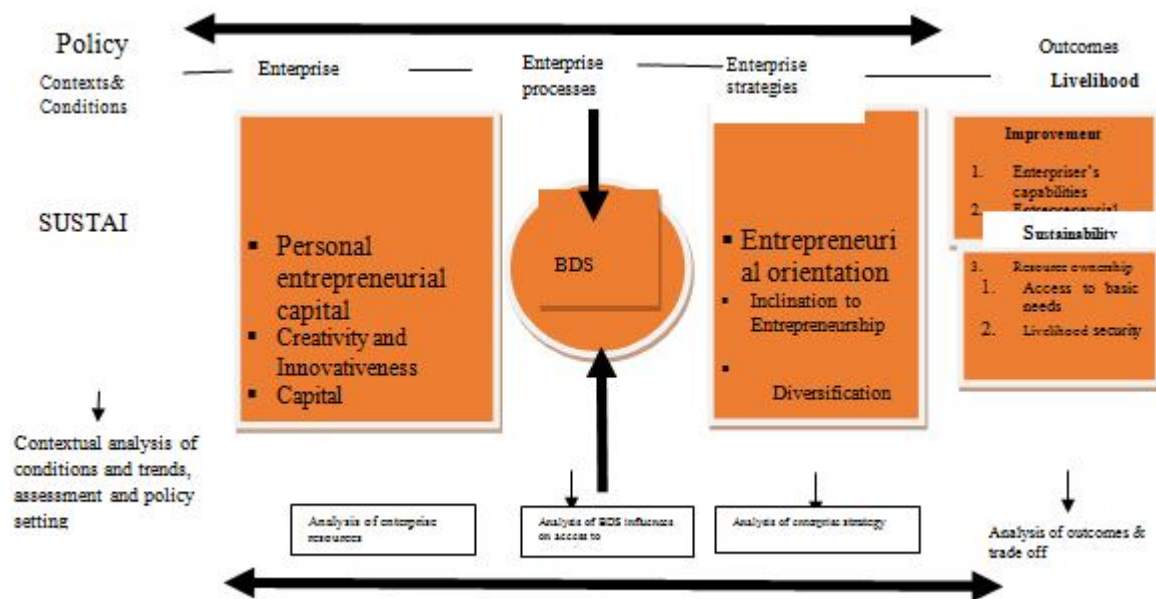 Policy
Contexts&
Conditions
Enterprise
Enterprise
processes
Enterprise
strategies
Outcomes
Livelihood
SUSTAI
▪ Personal
entrepreneurial
capital
▪ Creativity and
Innovativeness
▪ Capital
BDS
▪ Entrepreneuri
al orientation
▪ Inclination to
Entrepreneurship
▪
Diversification
Improvement
1. Enterpriser's
capabilities
2. Entrepreneurial
Sustainability
3. Resource ownership
1. Access to basic
needs
2. Livelihood security
Contextual analysis of
conditions and trends,
assessment and policy
setting
Analysis of enterprise
resources
Analysis of BDS influences
on access to
Analysis of enterprise strategy
Analysis of outcomes &
trade off